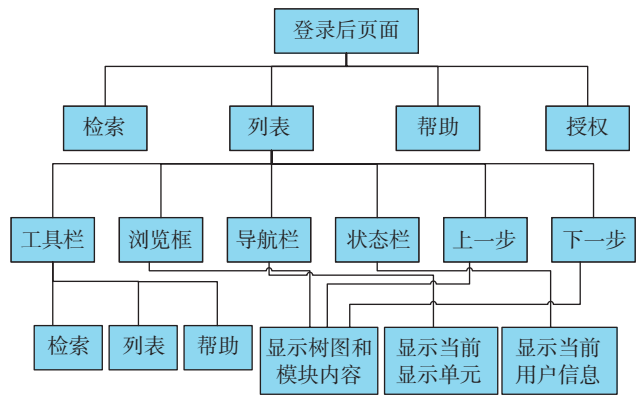 登录后页面
检索
列表
帮助
授权
工具栏
浏览框
导航栏
状态栏
上一步
下一步
检索
列表
帮助
显示树图和
模块内容
显示当前
显示单元
显示当前
用户信息